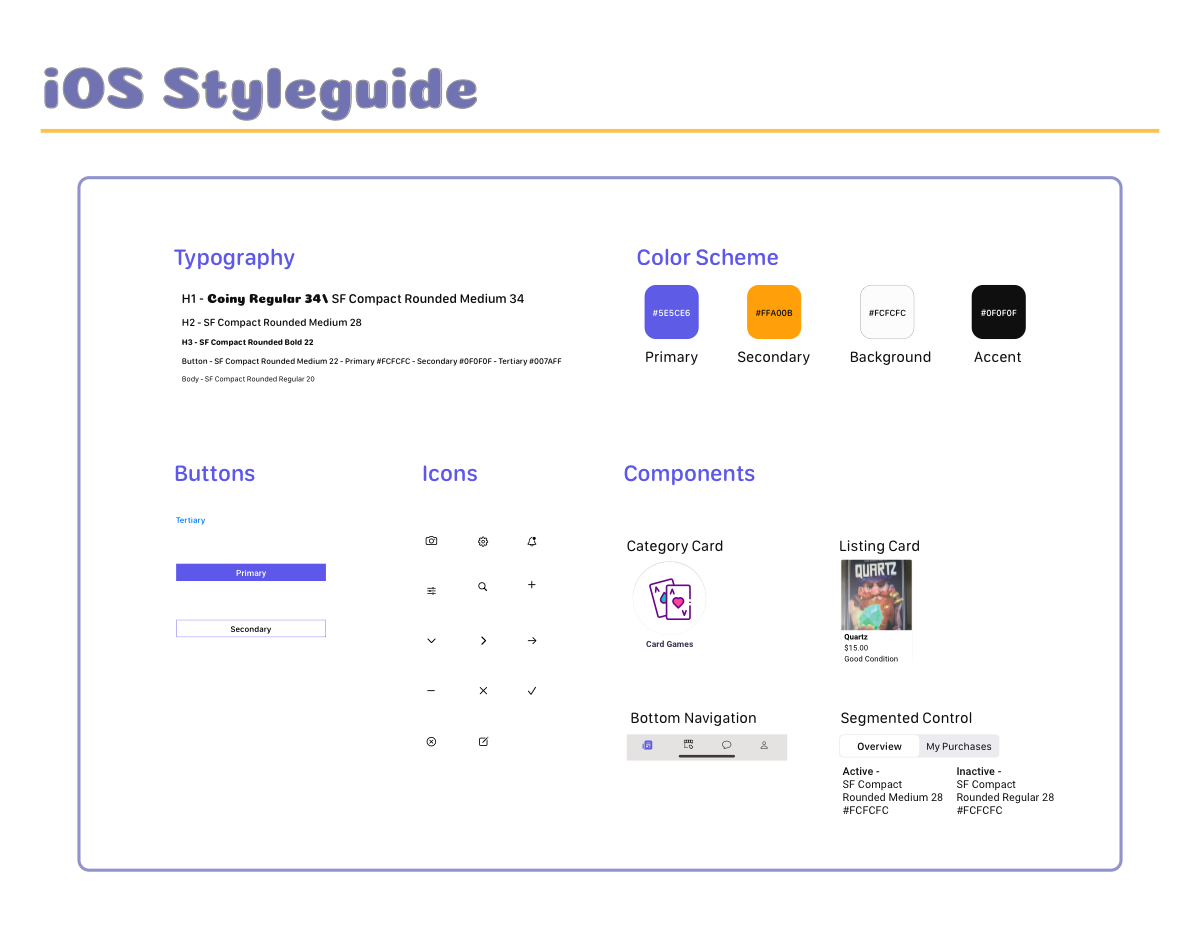 iOS Styleguide
Typography
H1 - Coiny Regular 34\ SF Compact Rounded Medium 34
H2 - SF Compact Rounded Medium 28
H3 - SF Compact Rounded Bold 22
Button - SF Compact Rounded Medium 22 - Primary #FCFCFC - Secondary #0F0F0F - Tertiary #007AFF
Body - SF Compact Rounded Regular 20
Color Scheme
#5E5CE6
#FFA00B
#FCFCFC
#0F0F0F
Primary
Secondary
Background
Accent
Buttons
Tertiary
Primary
Secondary
Icons
Components
Category Card
A
A
Card Games
Listing Card
QUARTZ
Quartz
$15.00
Good Condition
Bottom Navigation
Segmented Control
Overview
My Purchases
Active -
SF Compact
Rounded Medium 28
#FCFCFC
Inactive -
SF Compact
Rounded Regular 28
#FCFCFC